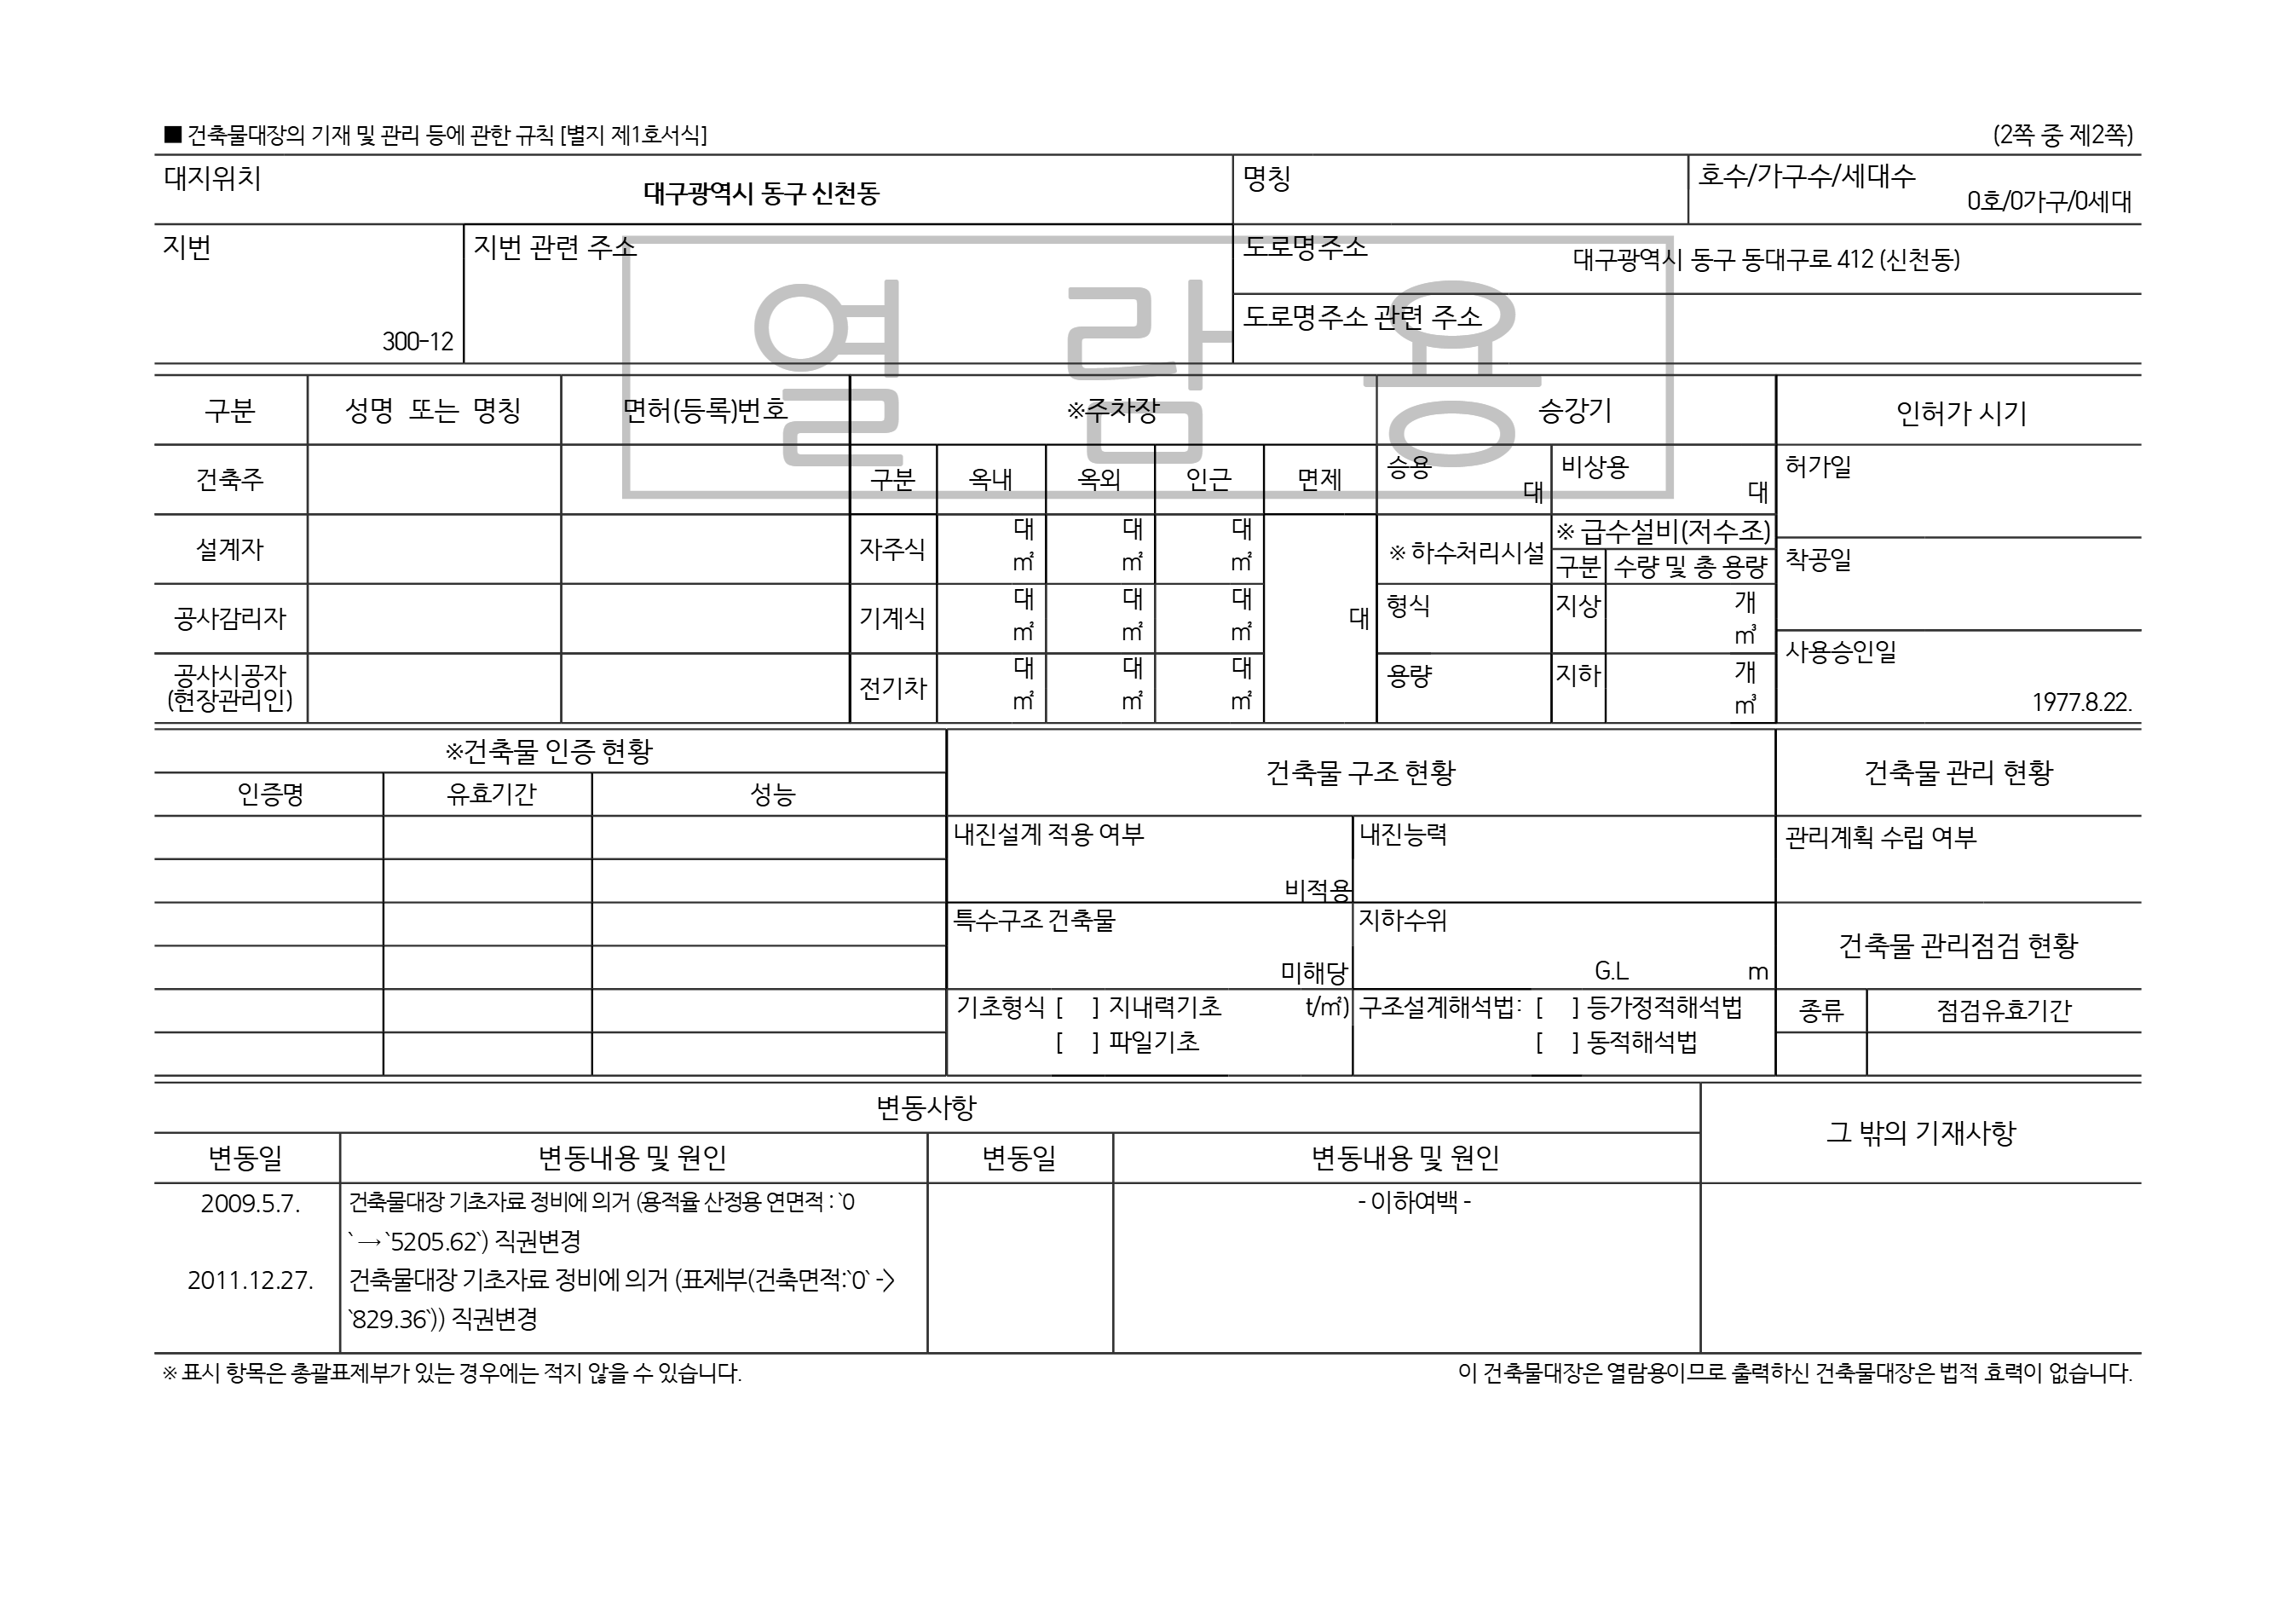 ■ 건축물대장의 기재 및 관리 등에 관한 규칙 [별지 제1호서식]
(2쪽 중 제2쪽)
대지위치
대구광역시 동구 신천동
명칭
호수/가구수/세대수
0호/0가구/0세대
지번
300-12
지번 관련 주소
도로명주소
대구광역시 동구 동대구로 412 (신천동)
도로명주소 관련 주소
열 람 용
구분 성명 또는 명칭 면허(등록)번호 ※주차장 승강기 인허가 시기
건축주
구분 옥내 옥외 인근 면제
승용 대
비상용 대
허가일
설계자
자주식 대 대 대
㎡ ㎡ ㎡
대
※ 하수처리시설
※ 급수설비(저수조)
구분 수량 및 총 용량
착공일
공사감리자
기계식 대 대 대
㎡ ㎡ ㎡
형식
지상 개
㎥
사용승인일
1977.8.22.
공사시공자
(현장관리인)
전기차 대 대 대
㎡ ㎡ ㎡
용량
지하 개
㎥
※건축물 인증 현황
인증명 유효기간 성능
건축물 구조 현황
건축물 관리 현황
내진설계 적용 여부
비적용
내진능력
관리계획 수립 여부
특수구조 건축물
미해당
지하수위
G.L m
건축물 관리점검 현황
기초형식 [ ] 지내력기초 t/㎡)
[ ] 파일기초
구조설계해석법: [ ] 등가정적해석법
[ ] 동적해석법
종류 점검유효기간
변동사항
그 밖의 기재사항
변동일 변동내용 및 원인 변동일 변동내용 및 원인
2009.5.7. 건축물대장 기초자료 정비에 의거 (용적율 산정용 연면적 : `0
` → `5205.62`) 직권변경
2011.12.27. 건축물대장 기초자료 정비에 의거 (표제부(건축면적:`0` ->
`829.36`)) 직권변경
- 이하여백 -
※ 표시 항목은 총괄표제부가 있는 경우에는 적지 않을 수 있습니다.
이 건축물대장은 열람용이므로 출력하신 건축물대장은 법적 효력이 없습니다.